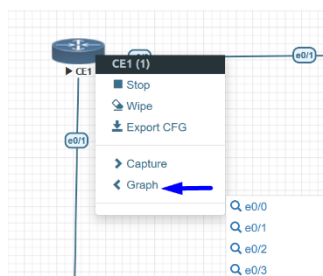 e0/1
CE1
CE1 (1)
Stop
Wipe
Export CFG
e0/1
Capture
Graph
e0/0
e0/1
e0/2
e0/3